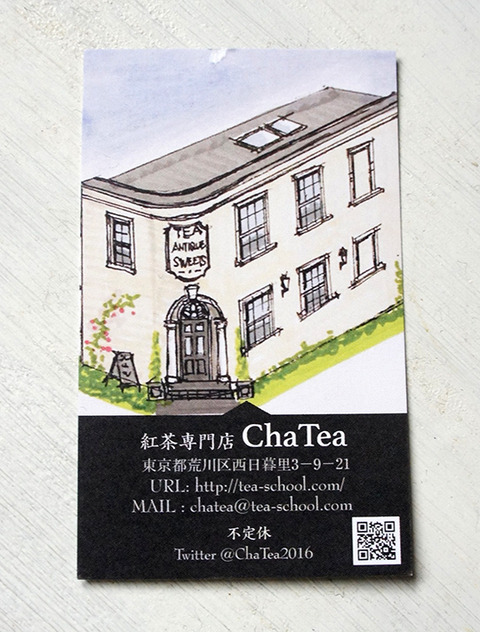 TEA
ANTIQUE
SWEETS
紅茶専門店 ChaTea
東京都荒川区西日暮里3-9-21
URL: http://tea-school.com/
MAIL : chatea@tea-school.com
不定休
Twitter @ChaTea2016